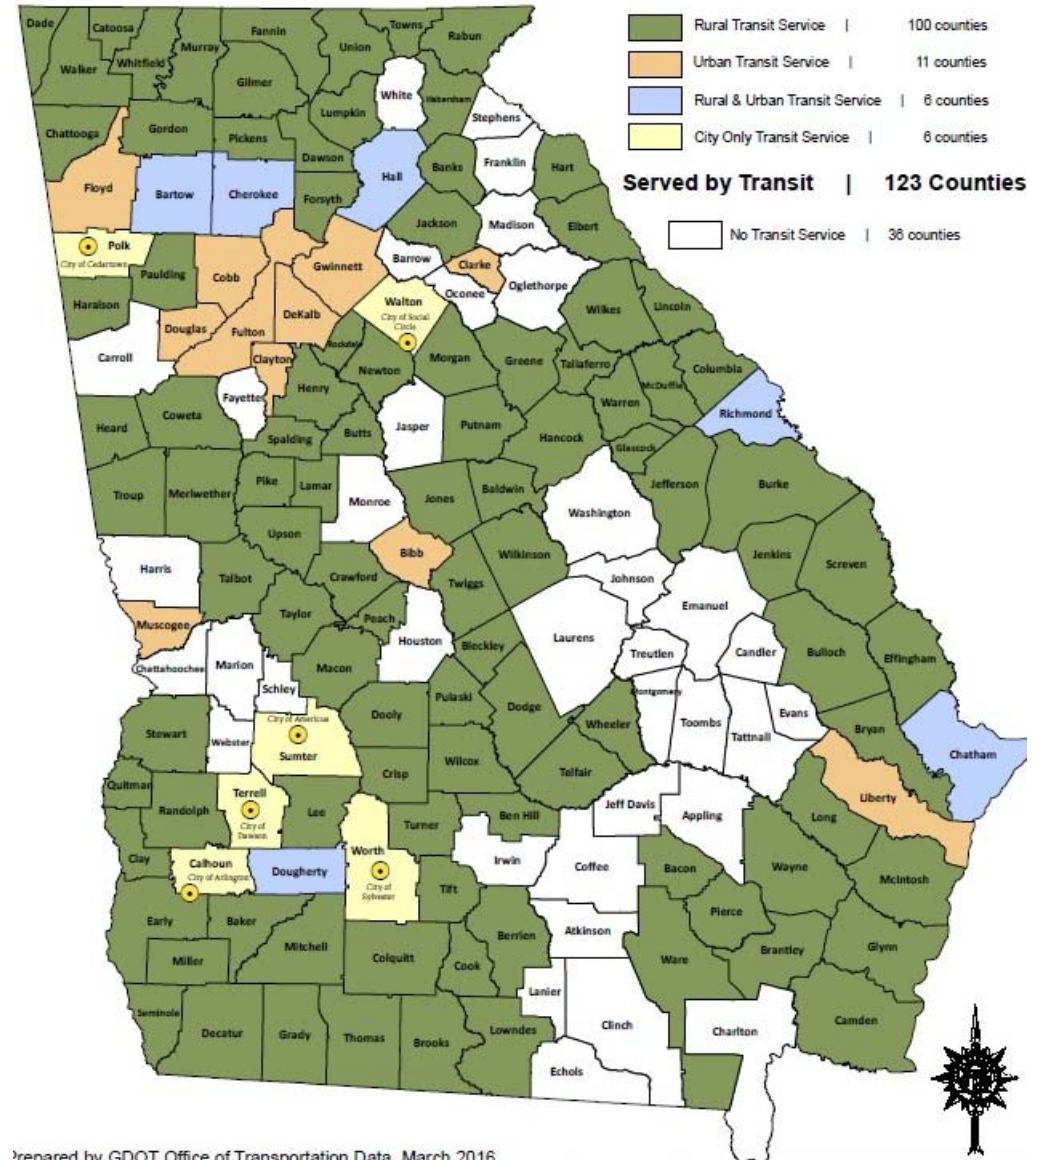 Rural Transit Service | 100 counties
Urban Transit Service | 11 counties
Rural & Urban Transit Service | 6 counties
City Only Transit Service | 6 counties
Served by Transit | 123 Counties
No Transit Service | 36 counties
Dade
Catoosa
Fannin
Towns
Rabun
Union
Murray
Whitfield
Walker
Gilmer
White
Habersham
Lumpkin
Stephens
Chattooga
Gordon
Pickens
Dawson
Banks
Franklin
Hart
Hall
Floyd
Bartow
Cherokee
Forsyth
Jackson
Madison
Elbert
Polk
City of Cedartown
Paulding
Cobb
Gwinnett
Barrow
Clarke
Oconee
Oglethorpe
Haralson
Walton
City of Social
Circle
Wilkes
Lincoln
Douglas
Fulton
DeKalb
Rockdale
Carroll
Clayton
Newton
Morgan
Greene
Taliaferro
Columbia
McDuffie
Fayette
Henry
Warren
Richmond
Heard
Coweta
Spalding
Butts
Jasper
Putnam
Hancock
Glascock
Troup
Meriwether
Pike
Lamar
Monroe
Jones
Baldwin
Jefferson
Burke
Washington
Upson
Bibb
Wilkinson
Jenkins
Screven
Harris
Talbot
Crawford
Twiggs
Johnson
Emanuel
Muscogee
Taylor
Peach
Houston
Bleckley
Laurens
Treutlen
Candler
Bulloch
Effingham
Chattahoochee
Marion
Schley
Macon
Montgomery
Pulaski
Dodge
Wheeler
Toombs
Tattnall
Evans
Bryan
Chatham
Stewart
Webster
City of Americus
Sumter
Dooly
Wilcox
Telfair
Crisp
Quitman
Randolph
Terrell
City of
Dawson
Lee
Turner
Ben Hill
Jeff Davis
Appling
Long
Liberty
Clay
Calhoun
City of Arlington
Dougherty
Worth
City of
Sylvester
Tift
Irwin
Coffee
Bacon
Wayne
McIntosh
Early
Baker
Mitchell
Berrien
Atkinson
Pierce
Brantley
Glynn
Miller
Colquitt
Cook
Ware
Lanier
Seminole
Decatur
Grady
Thomas
Brooks
Lowndes
Clinch
Charlton
Camden
Echols
Prepared by GDOT Office of Transportation Data, March 2016